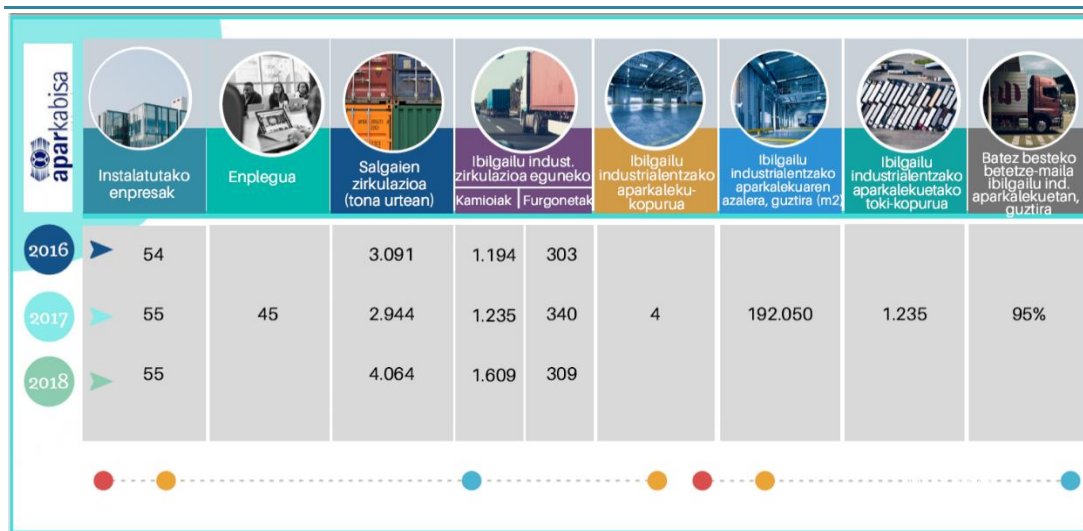 aparkabisa
Instalatutako
enpresak
Enplegua
Salgaien
zirkulazioa
(tona urtean)
Ibilgailu indust.
zirkulazioa eguneko
Kamioiak
Furgonetak
Ibilgailu
industrialentzako
aparkaleku-
kopurua
Ibilgailu
industrialentzako
aparkalekuaren
azalera, guztira (m2)
Ibilgailu
industrialentzako
aparkalekuetako
toki-kopurua
Batez besteko
betetze-maila
ibilgailu ind.
aparkalekuetan,
guztira
2016 54 3.091 1.194 303
2017 55 45 2.944 1.235 340 4 192.050 1.235 95%
2018 55 4.064 1.609 309